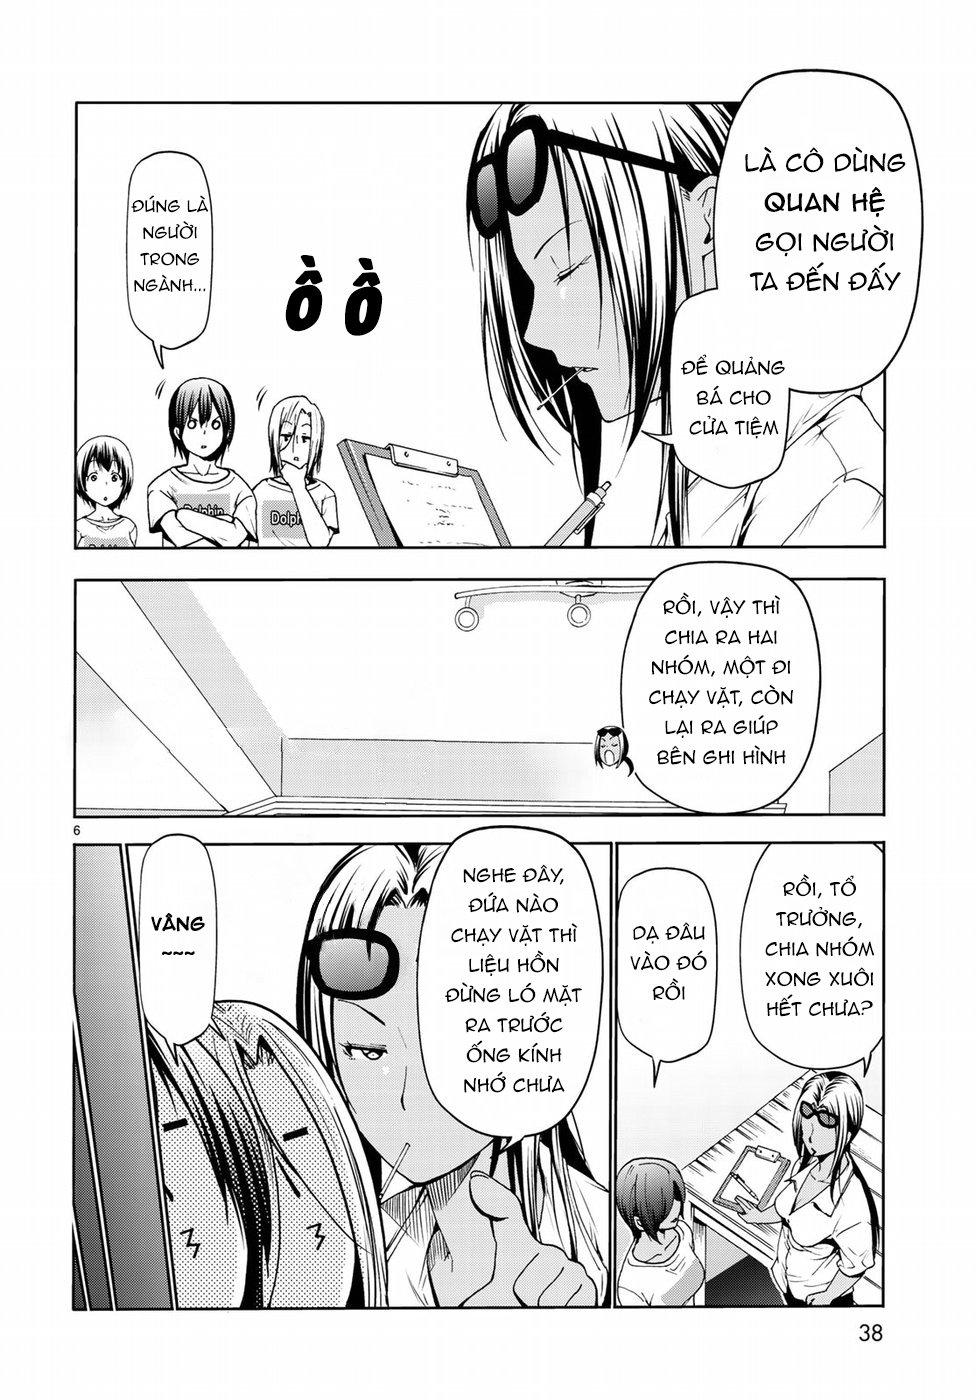 LÀ CÔ DÙNG
QUAN HỆ
GỌI NGƯỜI
TA ĐẾN ĐẤY
ĐỂ QUẢNG
BÁ CHO
CỬA TIỆM
Ồ Ồ
ĐÚNG LÀ
NGƯỜI
TRONG
NGÀNH...
Dolphin
Dolph
RỒI, VẬY THÌ
CHIA RA HAI
NHÓM, MỘT ĐI
CHẠY VẶT, CÒN
LẠI RA GIÚP
BÊN GHI HÌNH
6
RỒI, TỔ
TRƯỞNG,
CHIA NHÓM
XONG XUÔI
HẾT CHƯA?
DẠ ĐÂU
VÀO ĐÓ
RỒI
NGHE ĐÂY,
ĐỨA NÀO
CHẠY VẶT THÌ
LIỆU HỒN
ĐỪNG LÓ MẶT
RA TRƯỚC
ỐNG KÍNH
NHỚ CHƯA
VÂNG
~~~
38